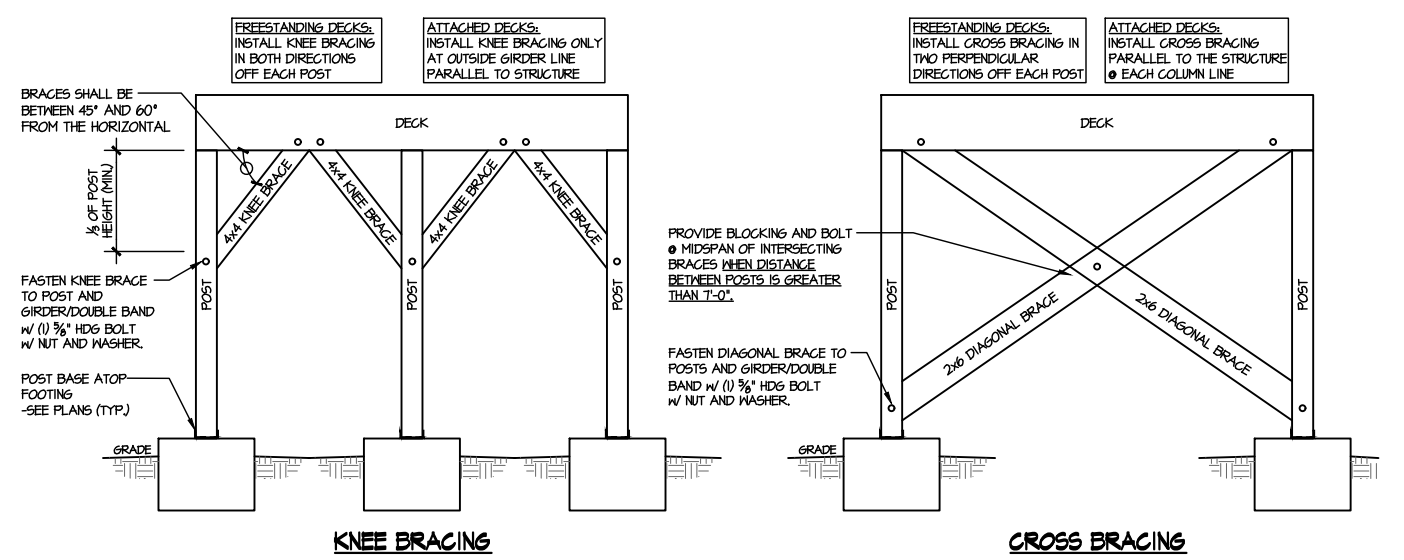 FREESTANDING DECKS:
INSTALL KNEE BRACING
IN BOTH DIRECTIONS
OFF EACH POST
ATTACHED DECKS:
INSTALL KNEE BRACING ONLY
AT OUTSIDE GIRDER LINE
PARALLEL TO STRUCTURE
BRACES SHALL BE
BETWEEN 45° AND 60°
FROM THE HORIZONTAL
DECK
⅓ OF POST
HEIGHT (MIN.)
4x4 KNEE BRACE
4x4 KNEE BRACE
4x4 KNEE BRACE
4x4 KNEE BRACE
FASTEN KNEE BRACE
TO POST AND
GIRDER/DOUBLE BAND
W/ (1) ⅝" HDG BOLT
W/ NUT AND WASHER.
POST
POST
POST
POST BASE ATOP
FOOTING
-SEE PLANS (TYP.)
GRADE
KNEE BRACING
FREESTANDING DECKS:
INSTALL CROSS BRACING IN
TWO PERPENDICULAR
DIRECTIONS OFF EACH POST
ATTACHED DECKS:
INSTALL CROSS BRACING
PARALLEL TO THE STRUCTURE
@ EACH COLUMN LINE
DECK
PROVIDE BLOCKING AND BOLT
@ MIDSPAN OF INTERSECTING
BRACES WHEN DISTANCE
BETWEEN POSTS IS GREATER
THAN 7'-0".
POST
POST
2x6 DIAGONAL BRACE
2x6 DIAGONAL BRACE
FASTEN DIAGONAL BRACE TO
POSTS AND GIRDER/DOUBLE
BAND W/ (1) ⅝" HDG BOLT
W/ NUT AND WASHER.
GRADE
CROSS BRACING